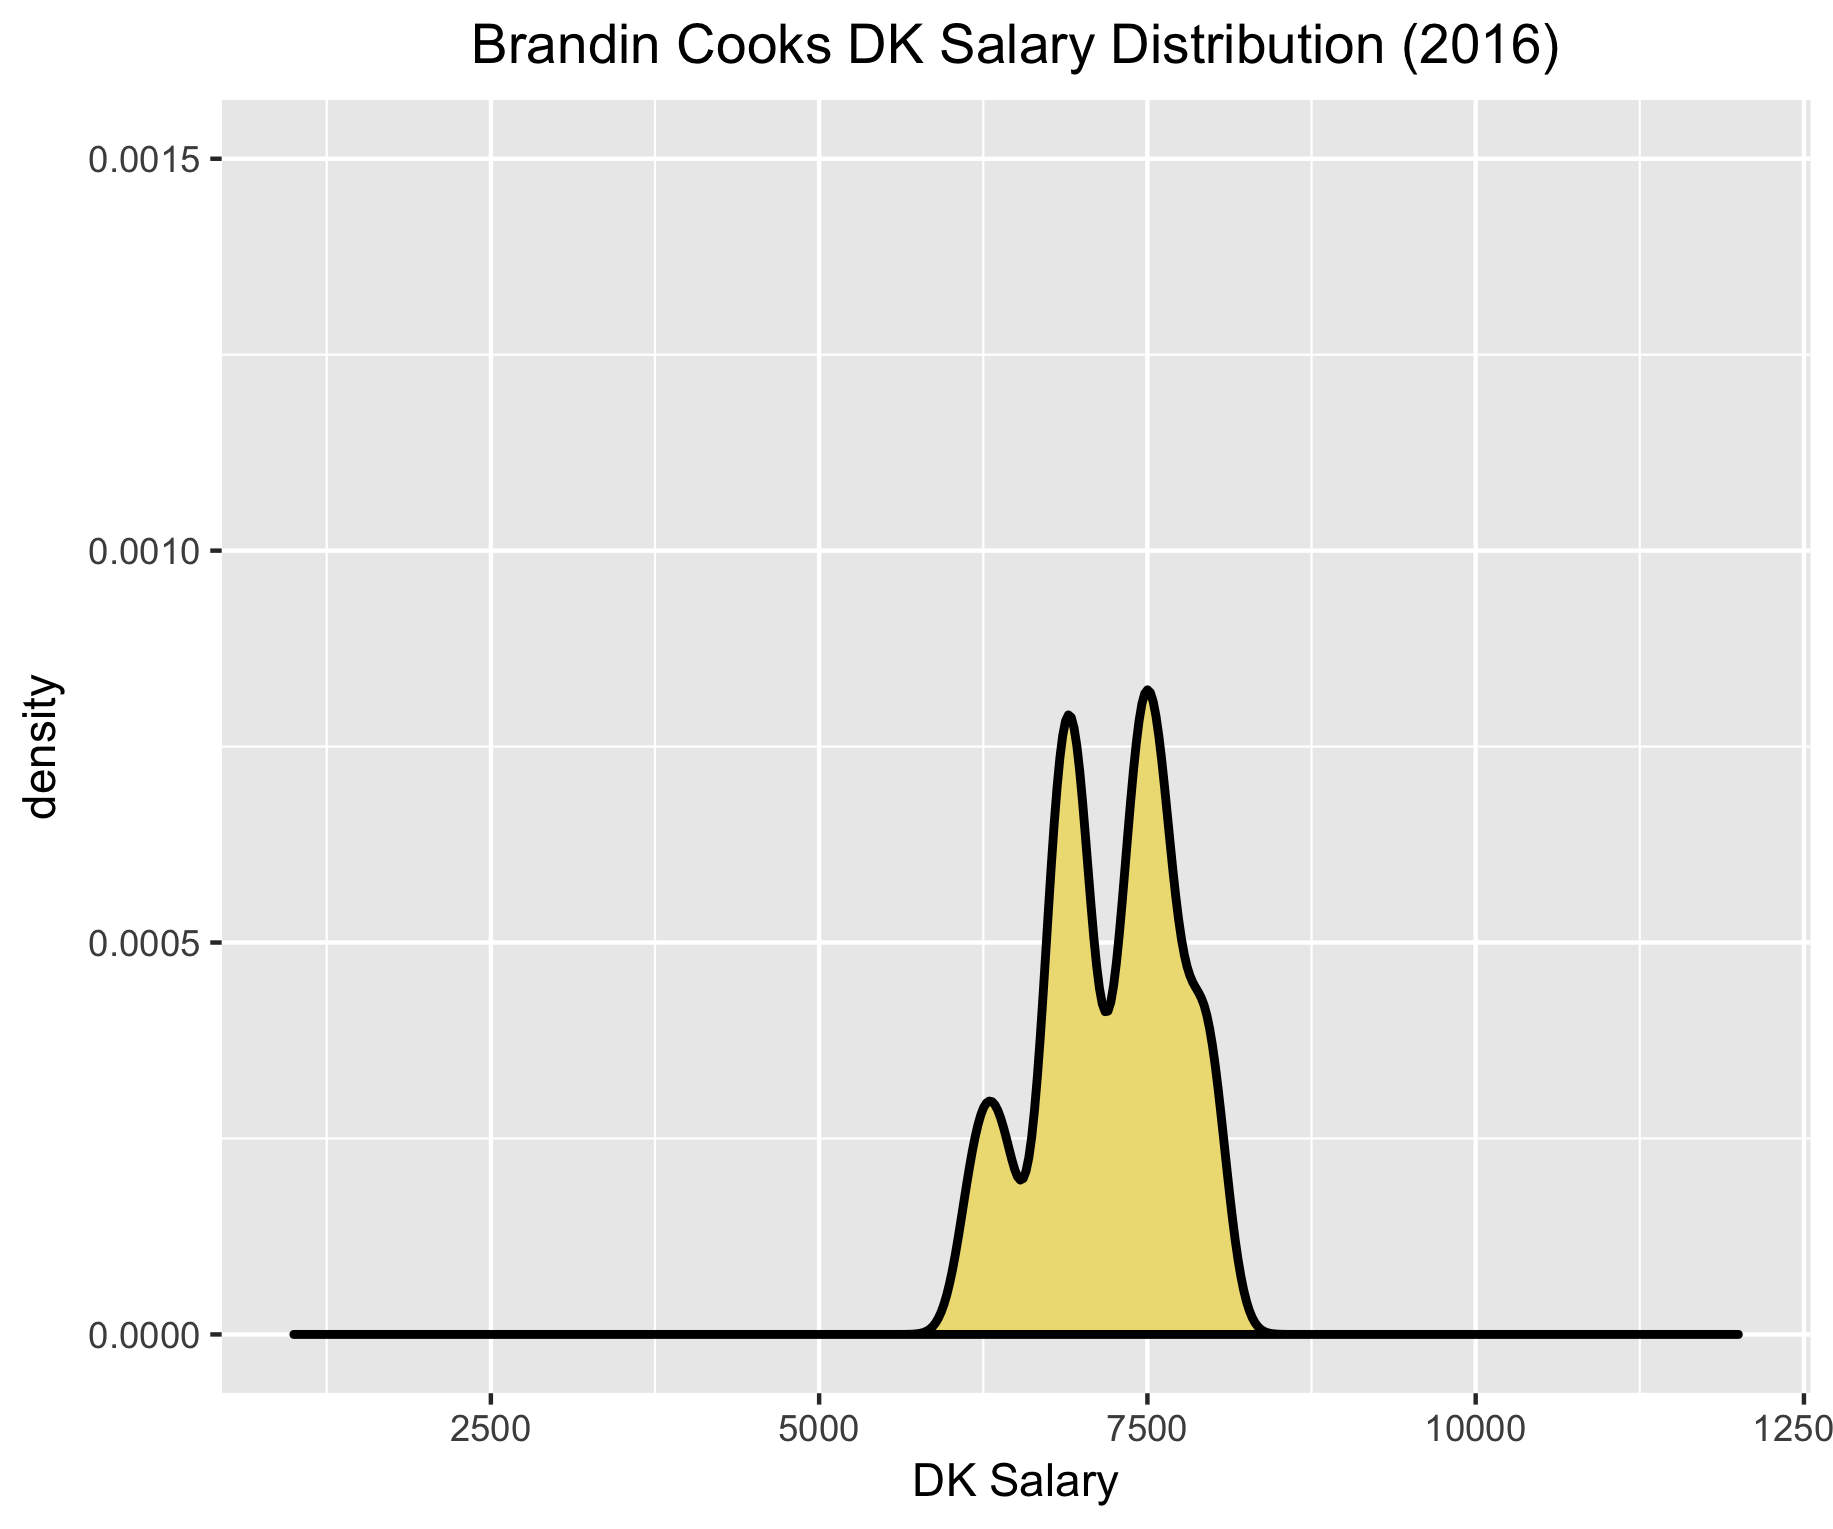 Brandin Cooks DK Salary Distribution (2016)
0.0015
0.0010
density
0.0005
0.0000
2500 5000 7500 10000 1250
DK Salary